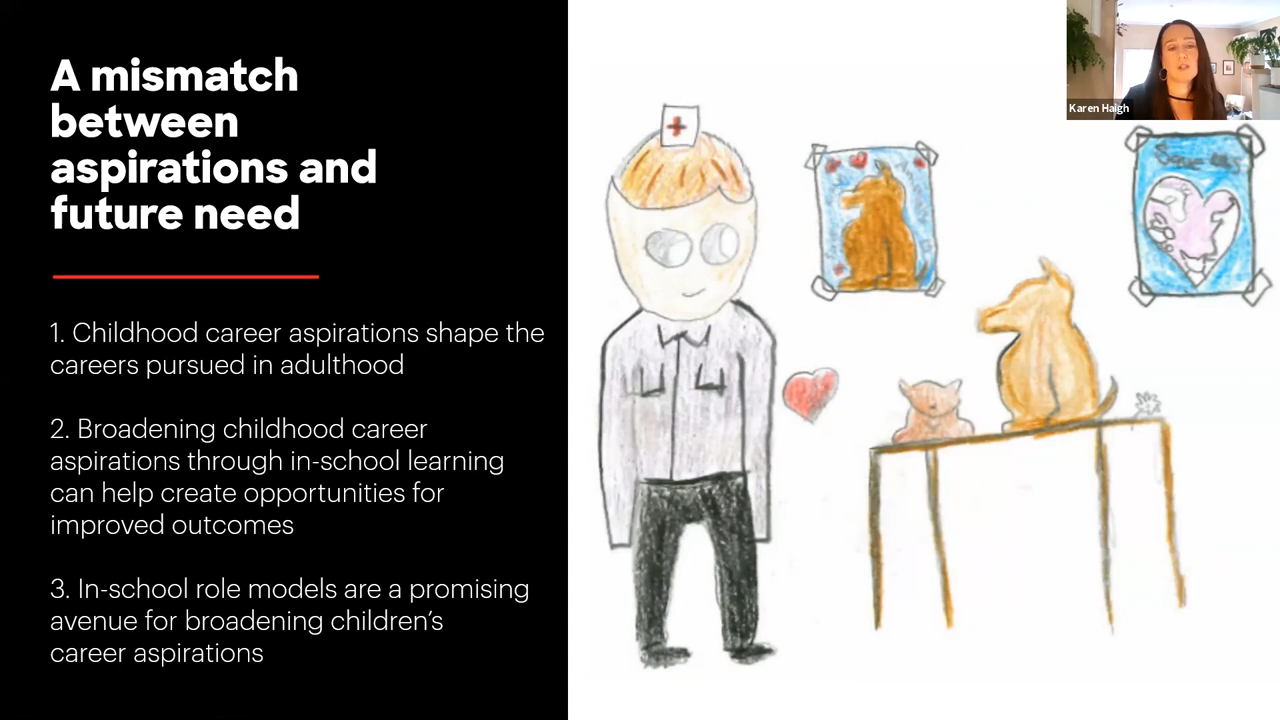 A mismatch
between
aspirations and
future need
1. Childhood career aspirations shape the
careers pursued in adulthood
2. Broadening childhood career
aspirations through in-school learning
can help create opportunities for
improved outcomes
3. In-school role models are a promising
avenue for broadening children’s
career aspirations
Karen Haigh